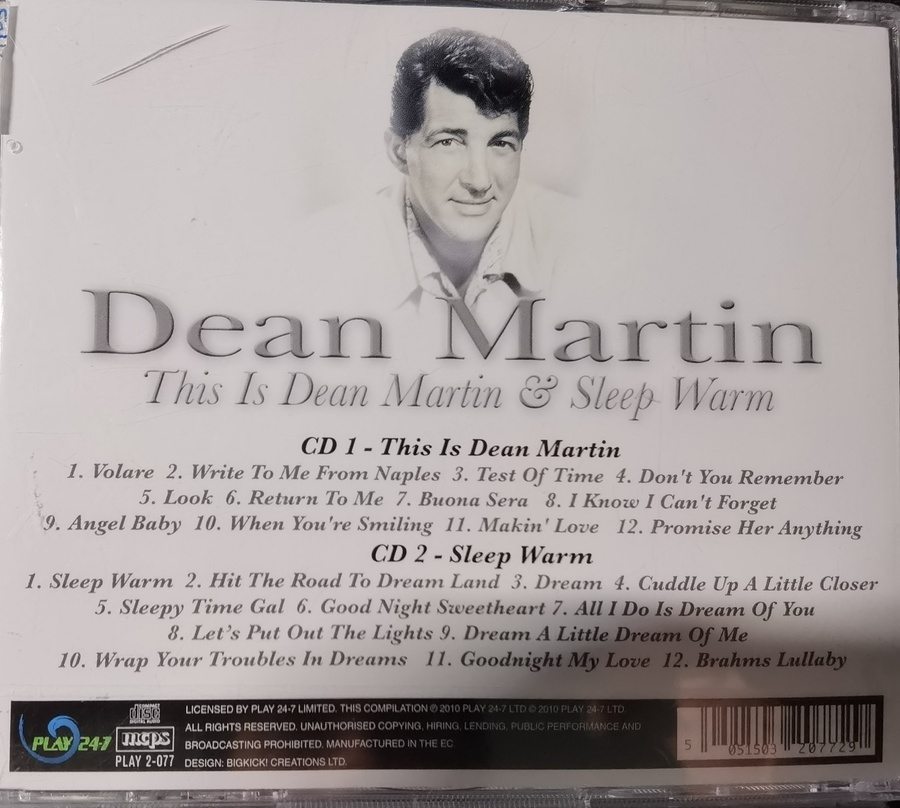 Dean Martin
This Is Dean Martin & Sleep Warm
CD 1 - This Is Dean Martin
1. Volare 2. Write To Me From Naples 3. Test Of Time 4. Don't You Remember
5. Look 6. Return To Me 7. Buona Sera 8. I Know I Can't Forget
9. Angel Baby 10. When You're Smiling 11. Makin' Love 12. Promise Her Anything
CD 2 - Sleep Warm
1. Sleep Warm 2. Hit The Road To Dream Land 3. Dream 4. Cuddle Up A Little Closer
5. Sleepy Time Gal 6. Good Night Sweetheart 7. All I Do Is Dream Of You
8. Let's Put Out The Lights 9. Dream A Little Dream Of Me
10. Wrap Your Troubles In Dreams 11. Goodnight My Love 12. Brahms Lullaby
PLAY 24-7
COMPACT
disc
DIGITAL AUDIO
mcps
PLAY 2-077
LICENSED BY PLAY 24-7 LIMITED. THIS COMPILATION ℗ 2010 PLAY 24-7 LTD © 2010 PLAY 24-7 LTD.
ALL RIGHTS RESERVED. UNAUTHORISED COPYING, HIRING, LENDING, PUBLIC PERFORMANCE AND
BROADCASTING PROHIBITED. MANUFACTURED IN THE EC.
DESIGN: BIGKICK! CREATIONS LTD.
5 051503 207729